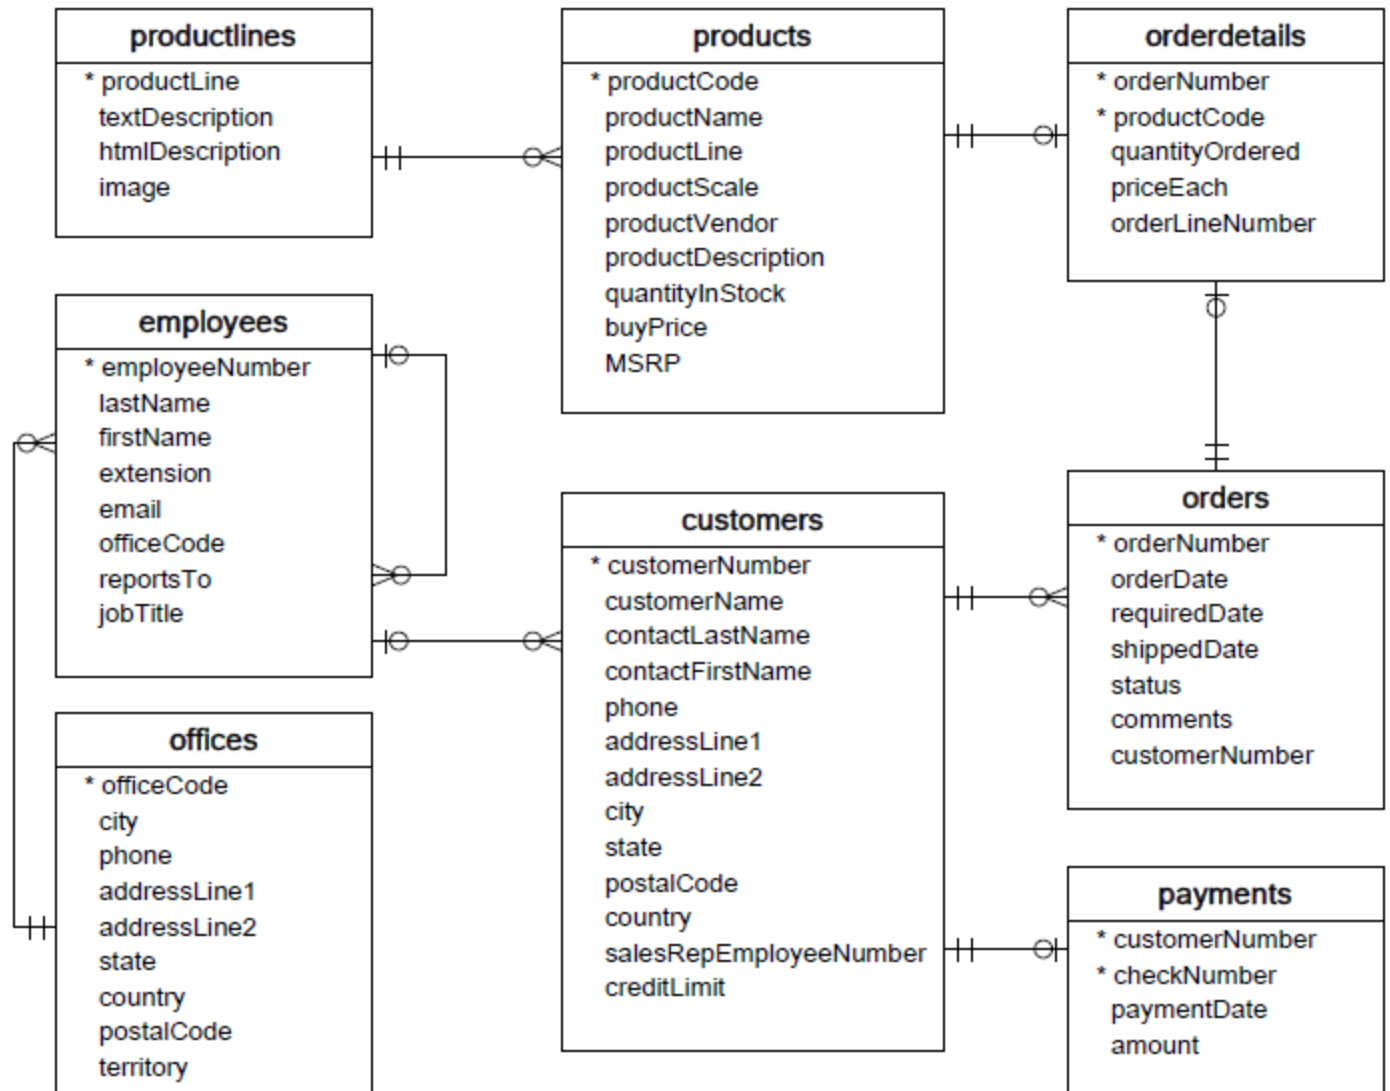 productlines
* productLine
textDescription
htmlDescription
image
products
* productCode
productName
productLine
productScale
productVendor
productDescription
quantityInStock
buyPrice
MSRP
orderdetails
* orderNumber
* productCode
quantityOrdered
priceEach
orderLineNumber
employees
* employeeNumber
lastName
firstName
extension
email
officeCode
reportsTo
jobTitle
customers
* customerNumber
customerName
contactLastName
contactFirstName
phone
addressLine1
addressLine2
city
state
postalCode
country
salesRepEmployeeNumber
creditLimit
orders
* orderNumber
orderDate
requiredDate
shippedDate
status
comments
customerNumber
offices
* officeCode
city
phone
addressLine1
addressLine2
state
country
postalCode
territory
payments
* customerNumber
* checkNumber
paymentDate
amount